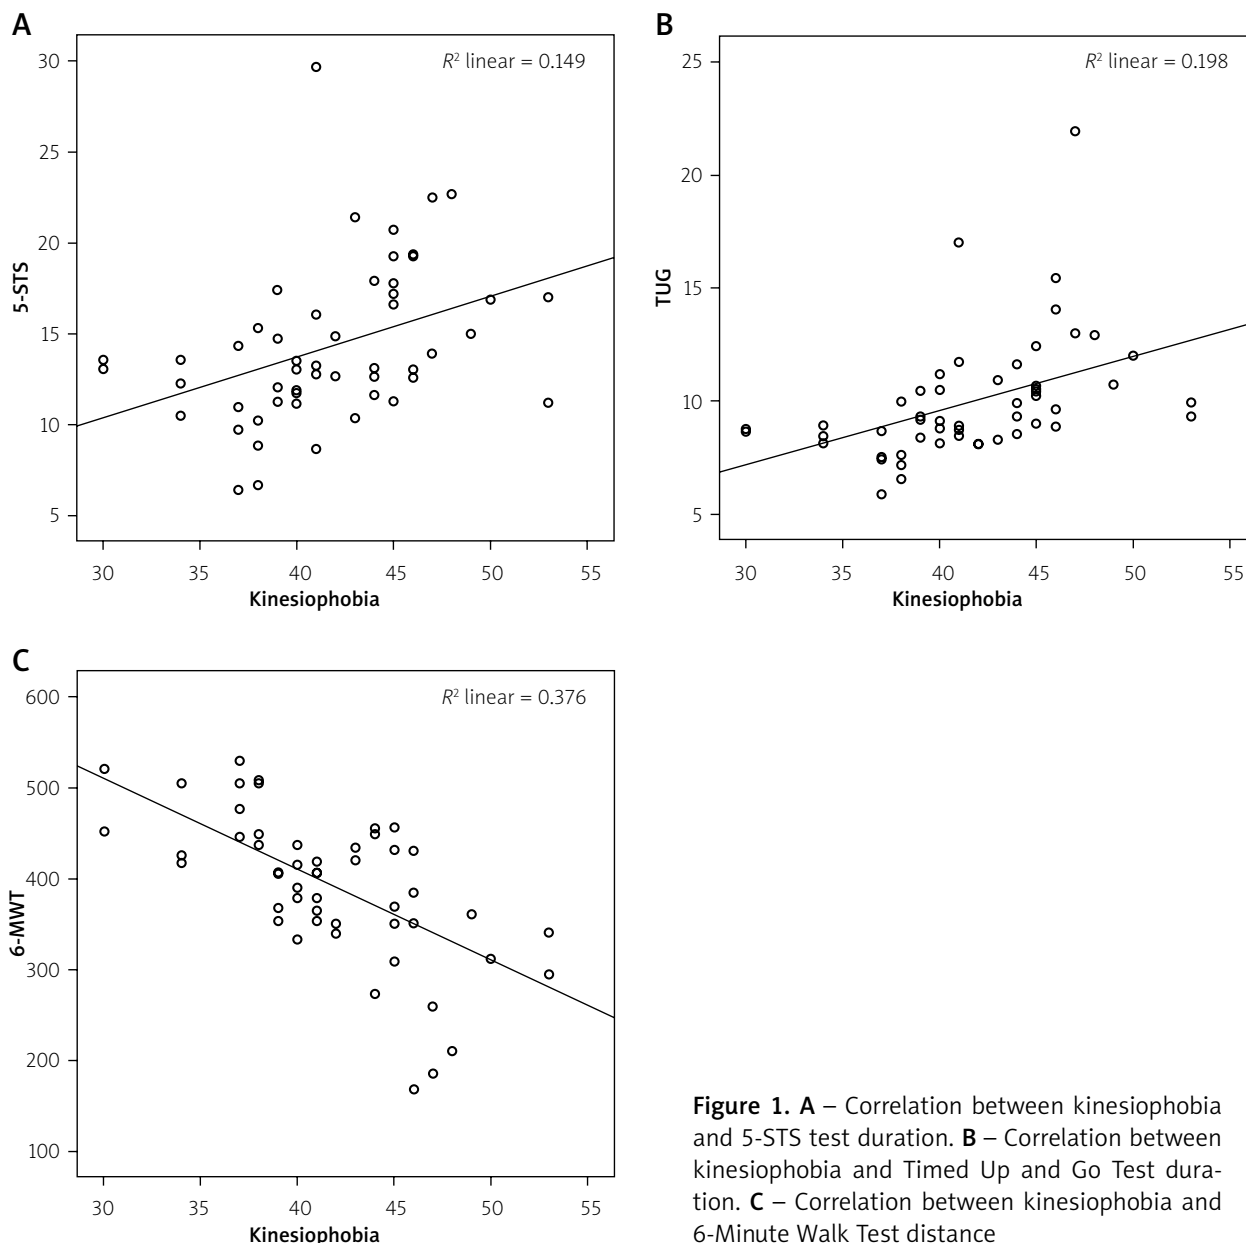 A
R² linear = 0.149
30
25
20
15
10
5
5-STS
30 35 40 45 50 55
Kinesiophobia
B
R² linear = 0.198
25
20
15
10
5
TUG
30 35 40 45 50 55
Kinesiophobia
C
R² linear = 0.376
600
500
400
300
200
100
6-MWT
30 35 40 45 50 55
Kinesiophobia
Figure 1. A – Correlation between kinesiophobia
and 5-STS test duration. B – Correlation between
kinesiophobia and Timed Up and Go Test dura-
tion. C – Correlation between kinesiophobia and
6-Minute Walk Test distance